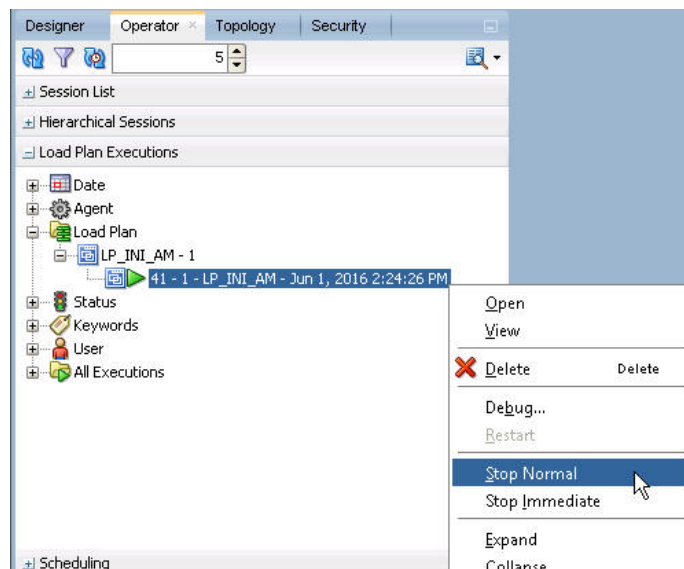 Designer Operator Topology Security
5
Session List
Hierarchical Sessions
Load Plan Executions
Date
Agent
Load Plan
LP_INI_AM - 1
41 - 1 - LP_INI_AM - Jun 1, 2016 2:24:26 PM
Status
Keywords
User
All Executions
Scheduling
Open
View
Delete Delete
Debug...
Restart
Stop Normal
Stop Immediate
Expand
Collapse